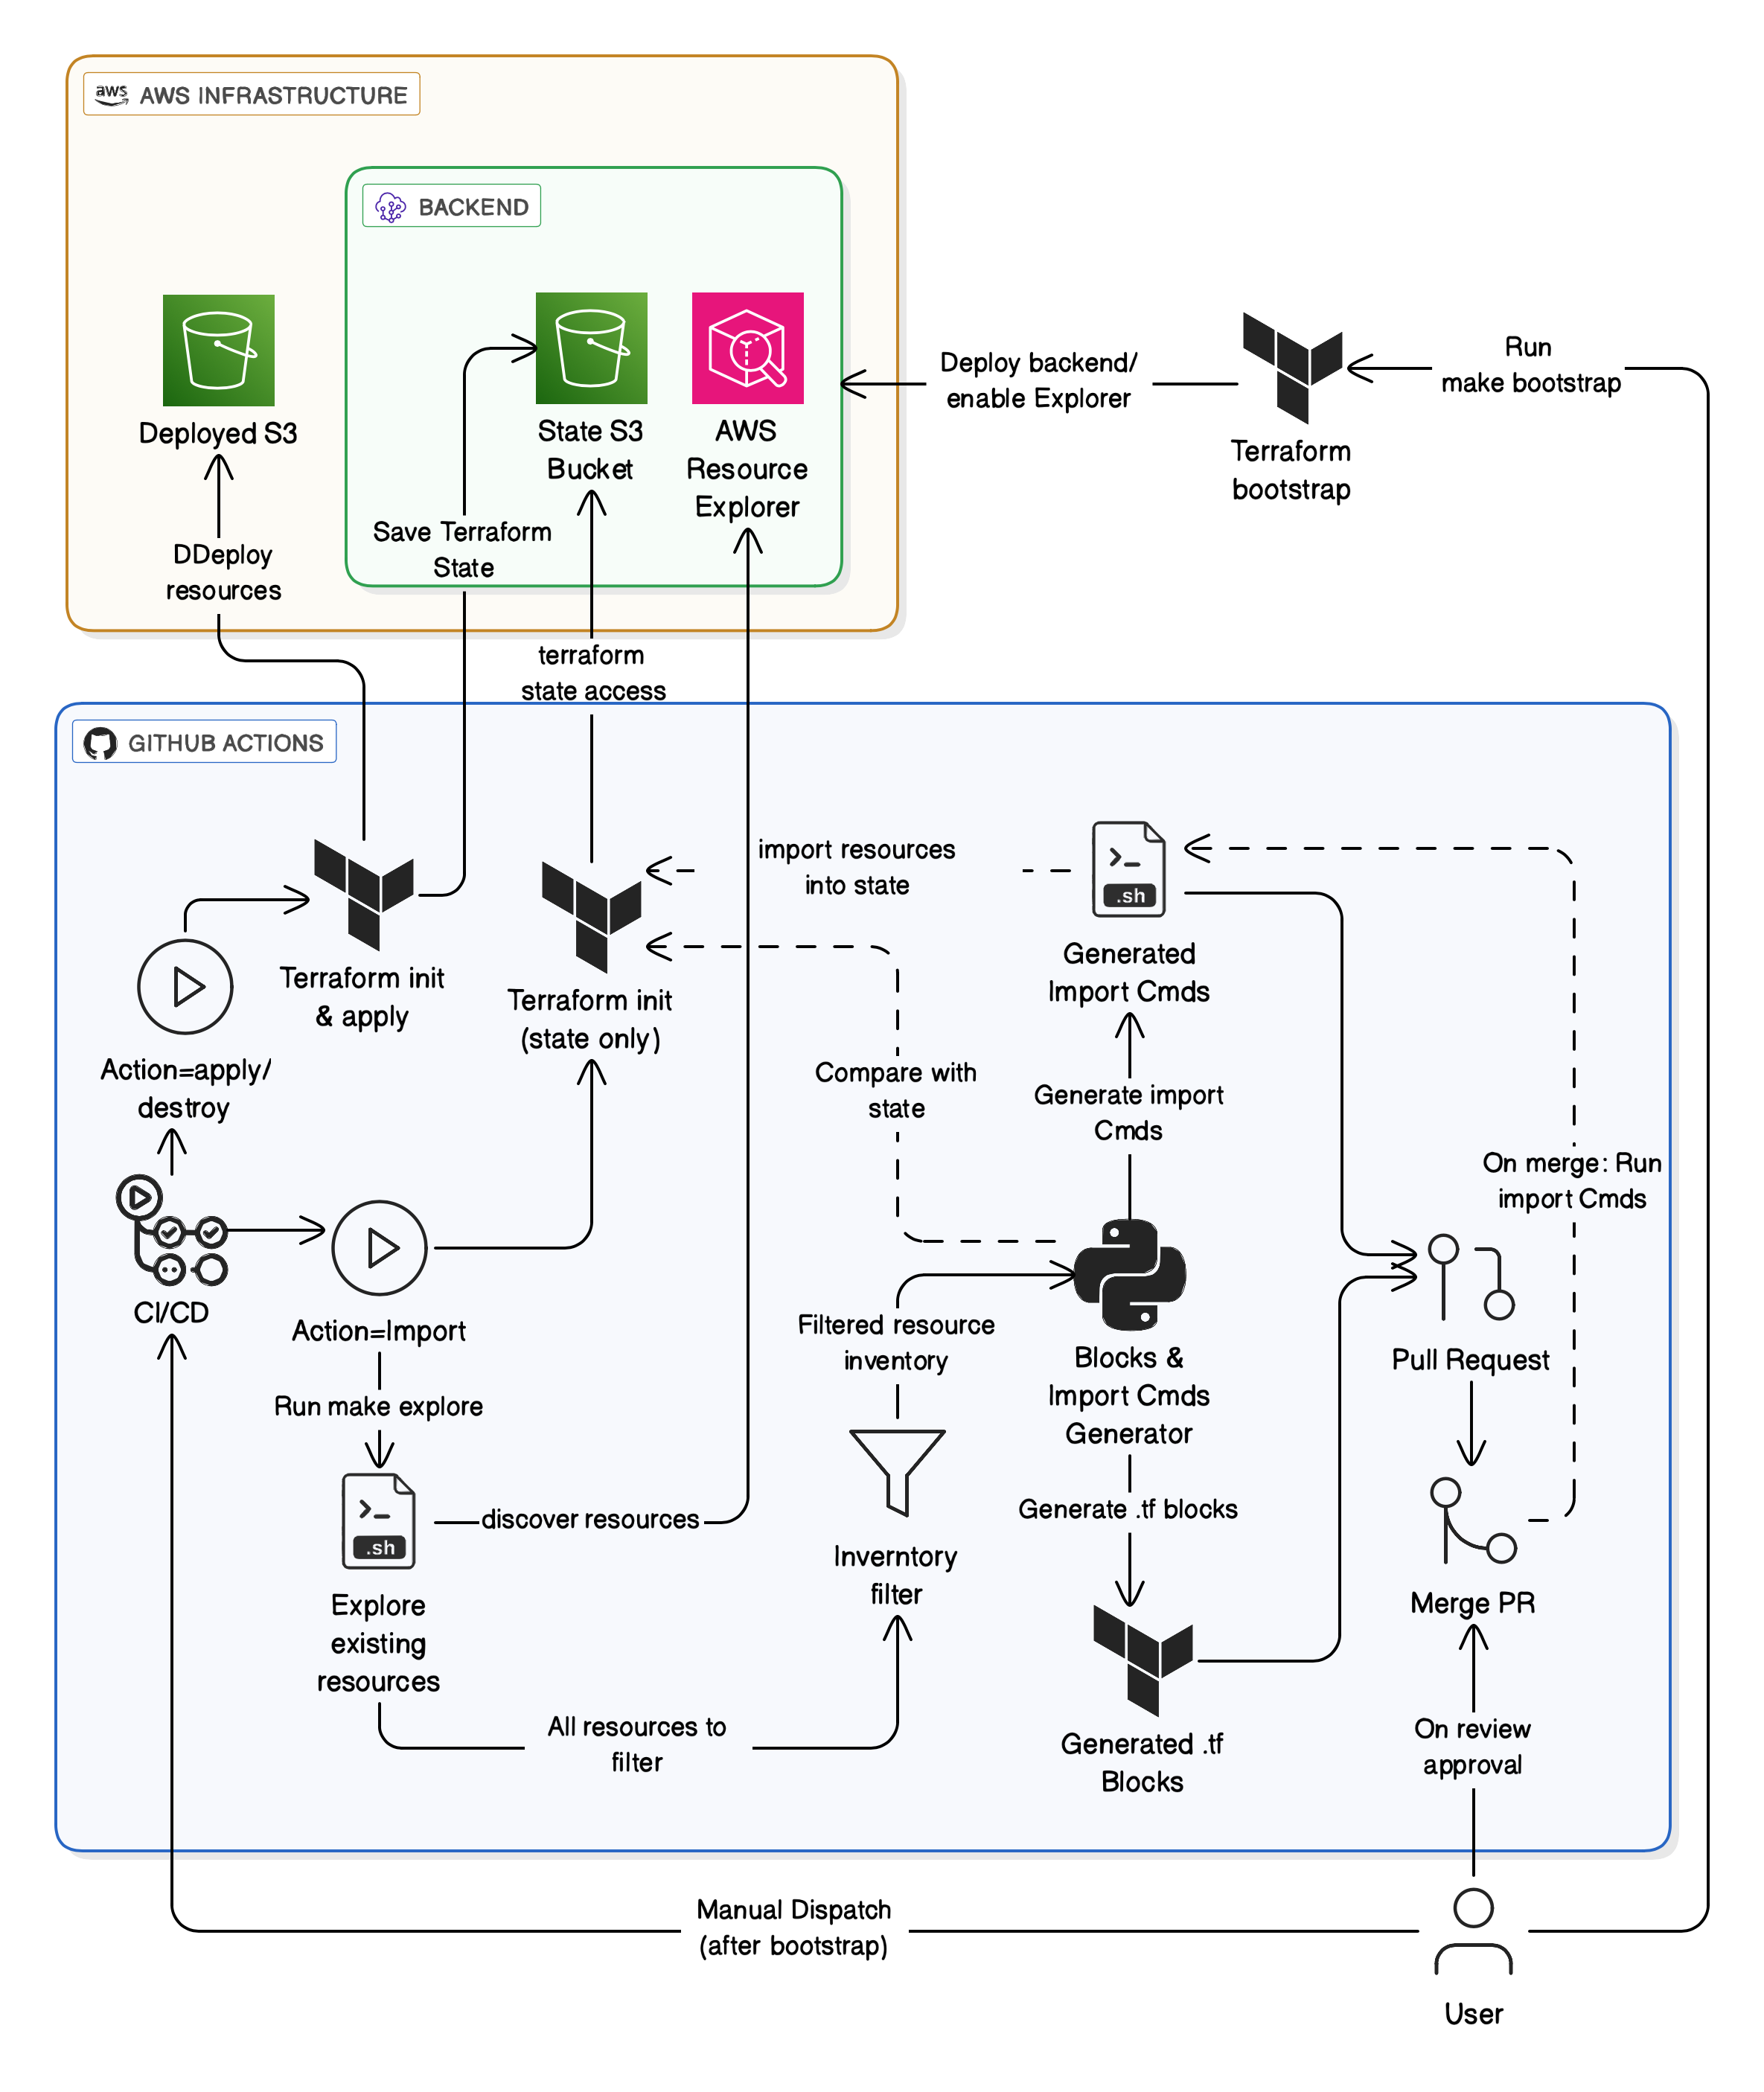 aws AWS INFRASTRUCTURE
BACKEND
Deployed S3
State S3
Bucket
AWS
Resource
Explorer
Deploy backend/
enable Explorer
Terraform
bootstrap
Run
make bootstrap
DDeploy
resources
Save Terraform
State
terraform
state access
GITHUB ACTIONS
import resources
into state
.sh
Generated
Import Cmds
Terraform init
& apply
Terraform init
(state only)
Action=apply/
destroy
Compare with
state
Generate import
Cmds
On merge: Run
import Cmds
CI/CD
Action=Import
Filtered resource
inventory
Blocks &
Import Cmds
Generator
Pull Request
Run make explore
.sh
discover resources
Generate .tf blocks
Inverntory
filter
Explore
existing
resources
Merge PR
All resources to
filter
Generated .tf
Blocks
On review
approval
Manual Dispatch
(after bootstrap)
User